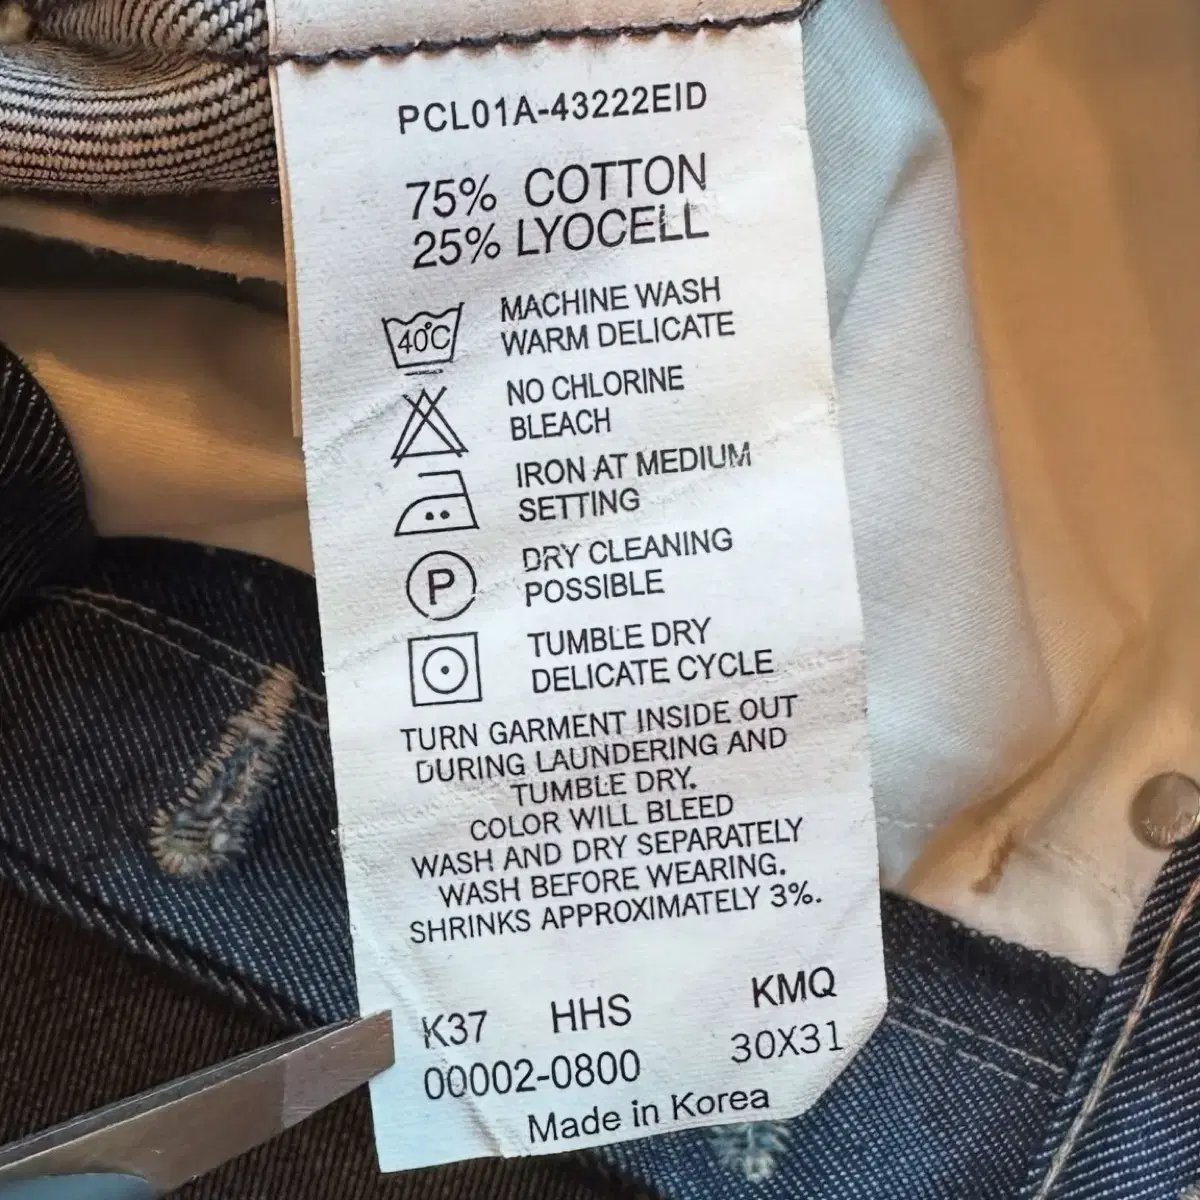 PCL01A-43222EID
75% COTTON
25% LYOCELL
40°C
MACHINE WASH
WARM DELICATE
NO CHLORINE
BLEACH
IRON AT MEDIUM
SETTING
P
DRY CLEANING
POSSIBLE
TUMBLE DRY
DELICATE CYCLE
TURN GARMENT INSIDE OUT
DURING LAUNDERING AND
TUMBLE DRY.
COLOR WILL BLEED
WASH AND DRY SEPARATELY
WASH BEFORE WEARING.
SHRINKS APPROXIMATELY 3%.
K37 HHS KMQ
00002-0800 30X31
Made in Korea